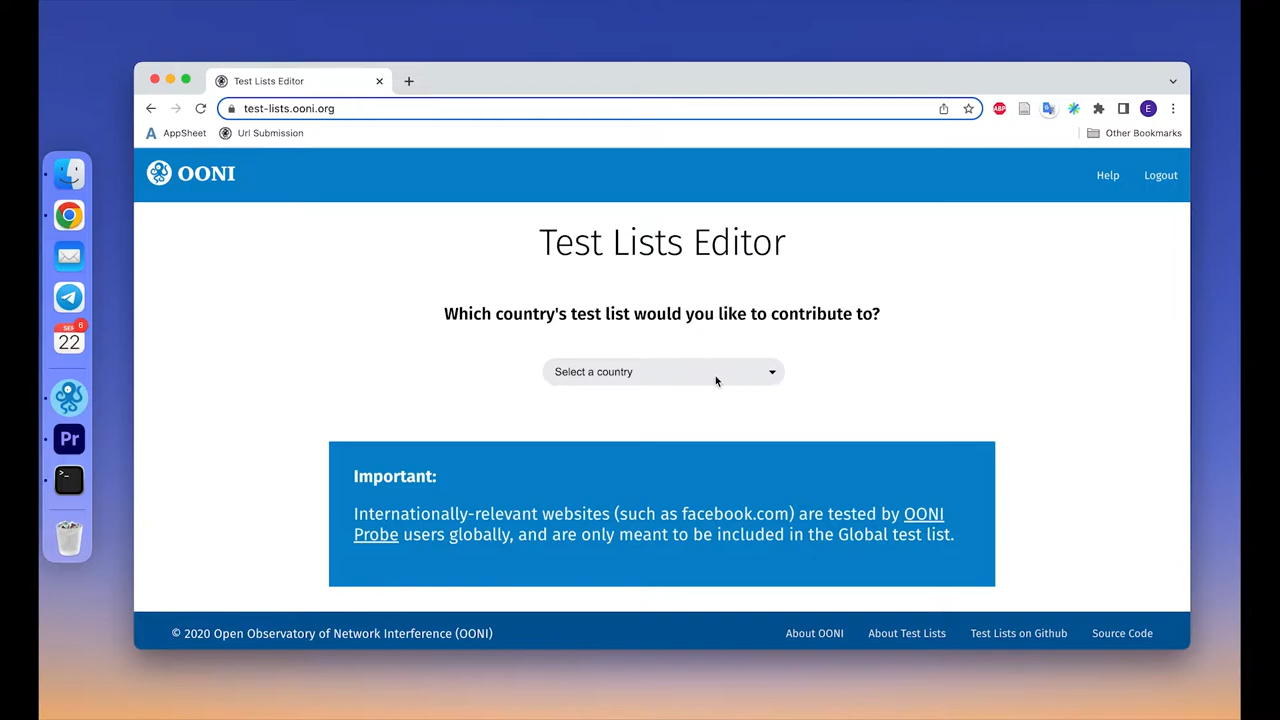 Test Lists Editor
test-lists.ooni.org
ABP
E
AppSheet
Url Submission
Other Bookmarks
OONI
Help
Logout
Test Lists Editor
Which country's test list would you like to contribute to?
Select a country
Important:
Internationally-relevant websites (such as facebook.com) are tested by OONI
Probe users globally, and are only meant to be included in the Global test list.
© 2020 Open Observatory of Network Interference (OONI)
About OONI
About Test Lists
Test Lists on Github
Source Code
6
22
Pr